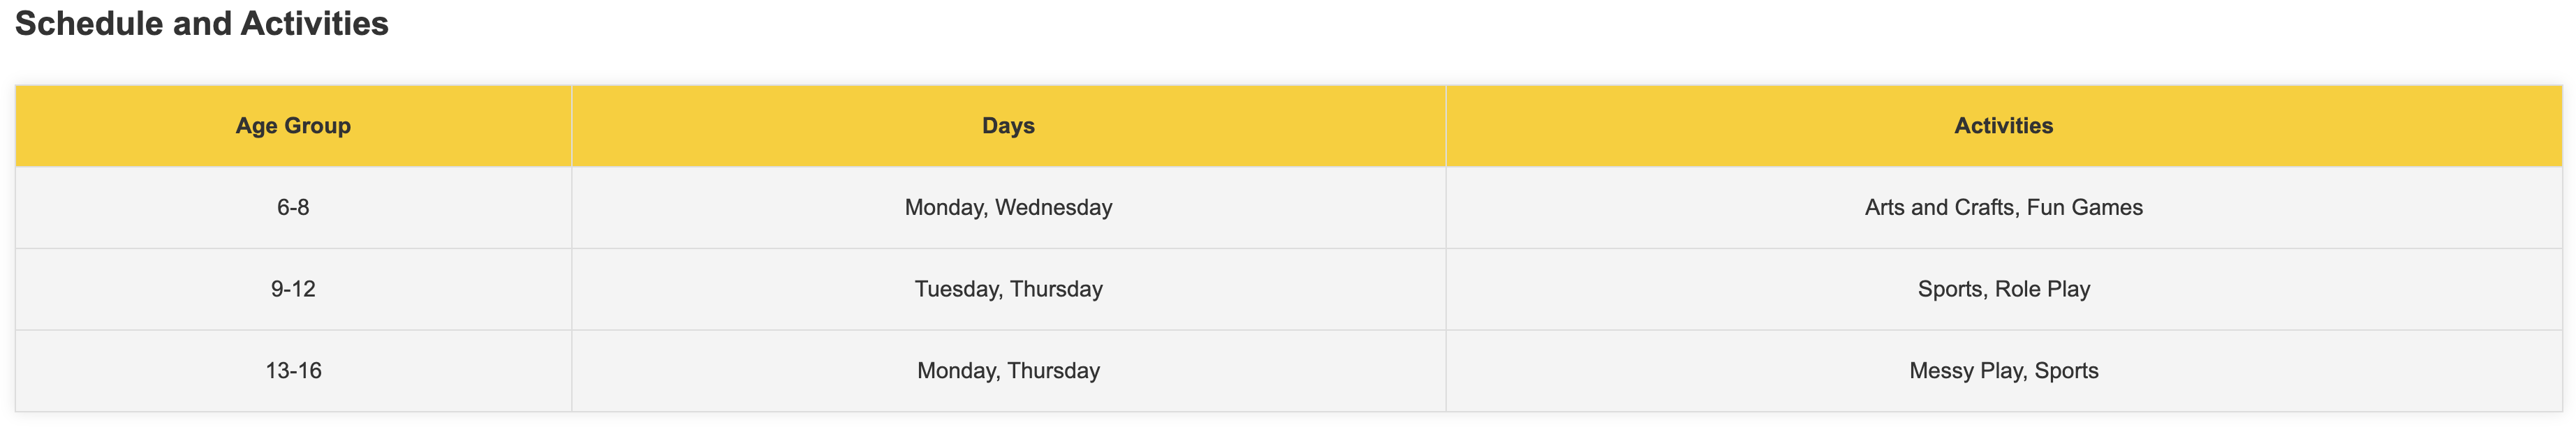 Schedule and Activities
Age Group Days Activities
6-8 Monday, Wednesday Arts and Crafts, Fun Games
9-12 Tuesday, Thursday Sports, Role Play
13-16 Monday, Thursday Messy Play, Sports